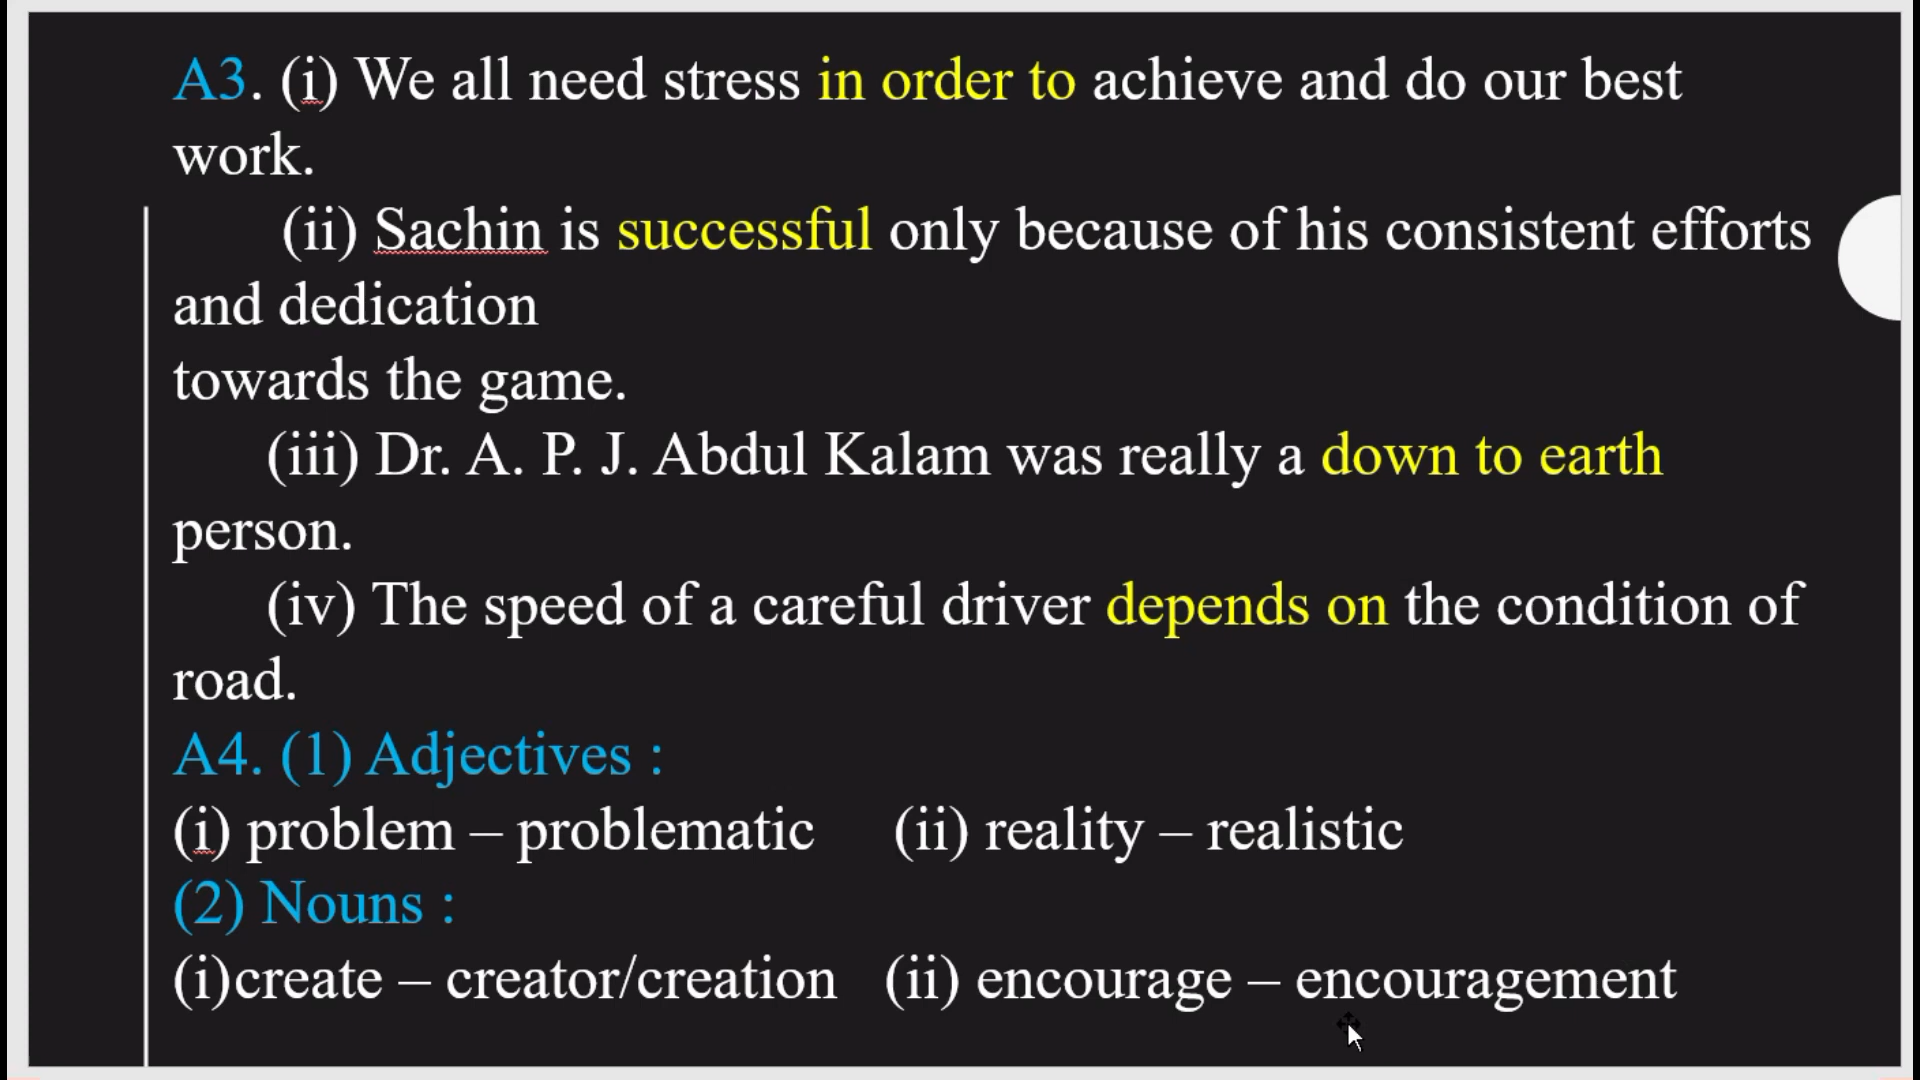 A3. (i) We all need stress in order to achieve and do our best
work.
(ii) Sachin is successful only because of his consistent efforts
and dedication
towards the game.
(iii) Dr. A. P. J. Abdul Kalam was really a down to earth
person.
(iv) The speed of a careful driver depends on the condition of
road.
A4. (1) Adjectives :
(i) problem – problematic (ii) reality – realistic
(2) Nouns :
(i)create – creator/creation (ii) encourage – encouragement